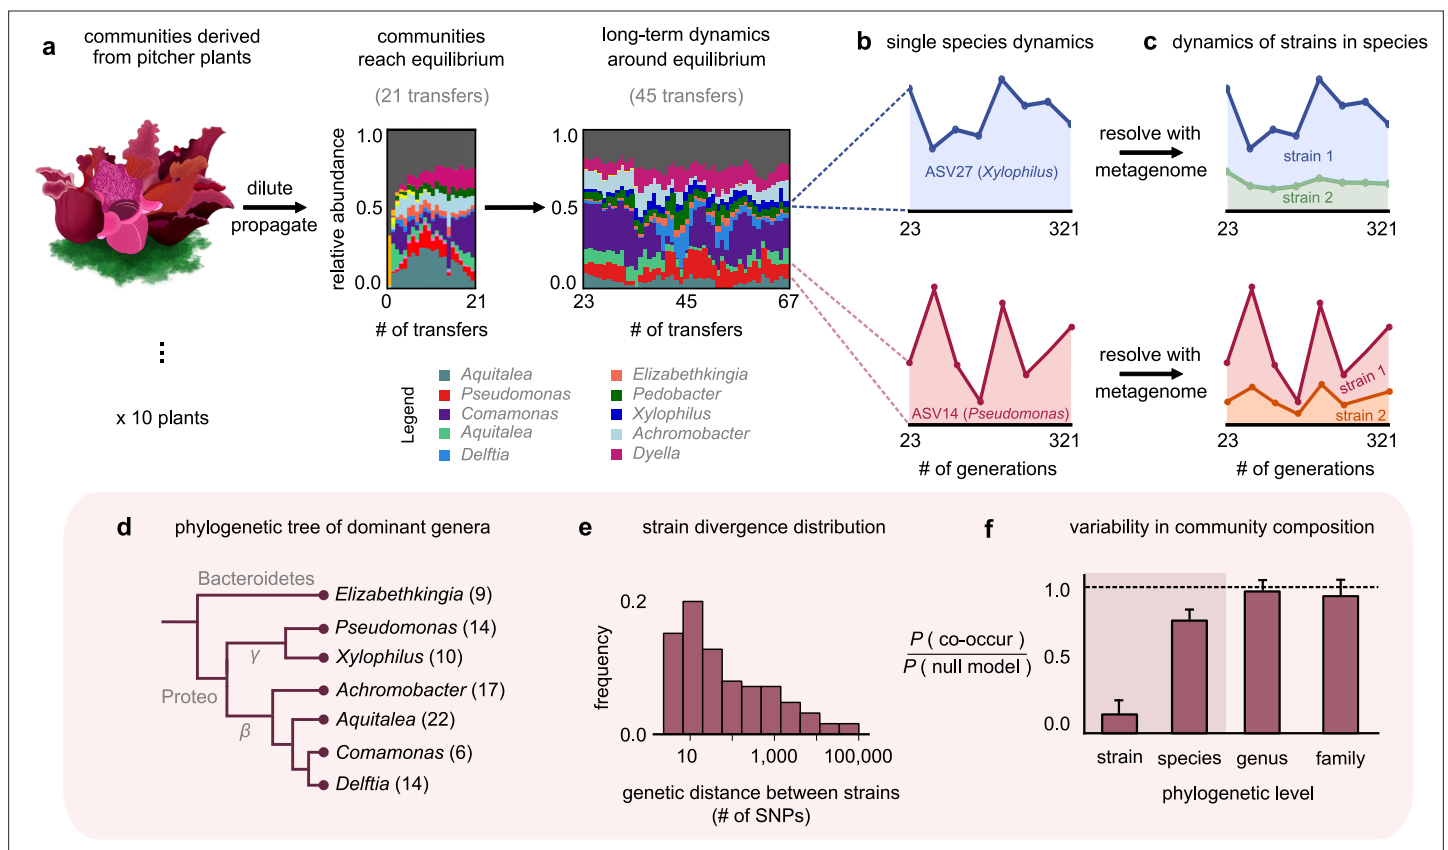 a
communities derived
from pitcher plants
dilute
propagate
⋮
x 10 plants
communities
reach equilibrium
(21 transfers)
relative abundance
1.0
0.5
0.0
0
21
# of transfers
long-term dynamics
around equilibrium
(45 transfers)
1.0
0.5
0.0
23
45
67
# of transfers
Legend
Aquitalea
Pseudomonas
Comamonas
Aquitalea
Delftia
Elizabethkingia
Pedobacter
Xylophilus
Achromobacter
Dyella
b
single species dynamics
ASV27 (Xylophilus)
23
321
ASV14 (Pseudomonas)
23
321
# of generations
resolve with
metagenome
resolve with
metagenome
c
dynamics of strains in species
strain 1
strain 2
23
321
strain 1
strain 2
23
321
# of generations
d
phylogenetic tree of dominant genera
Bacteroidetes
Proteo
γ
β
Elizabethkingia (9)
Pseudomonas (14)
Xylophilus (10)
Achromobacter (17)
Aquitalea (22)
Comamonas (6)
Delftia (14)
e
strain divergence distribution
frequency
0.2
0.0
10
1,000
100,000
genetic distance between strains
(# of SNPs)
f
variability in community composition
P ( co-occur )
P ( null model )
1.0
0.5
0.0
strain
species
genus
family
phylogenetic level